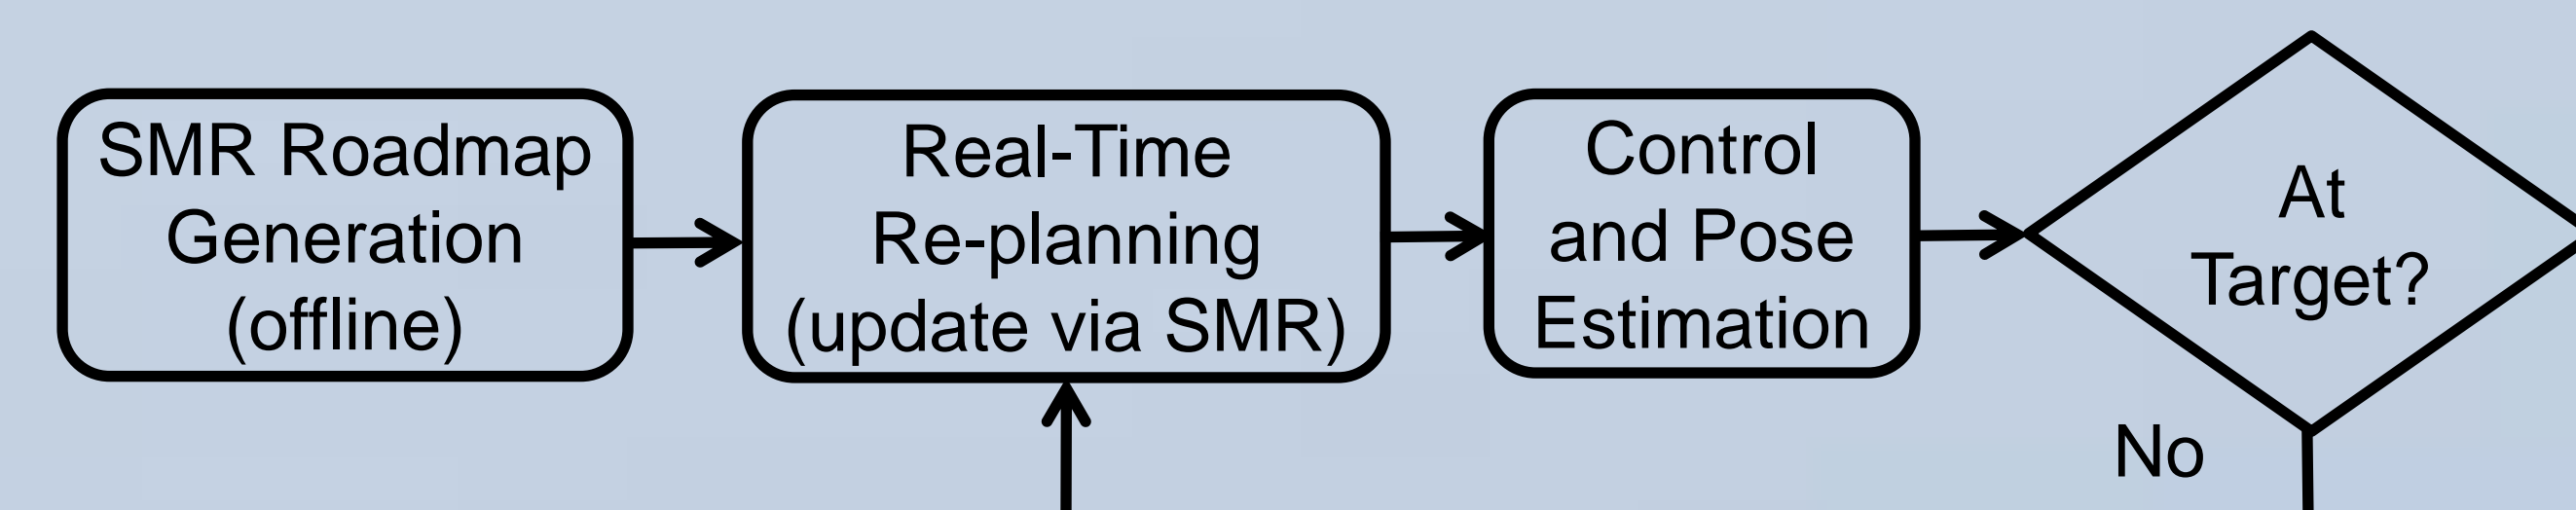 SMR Roadmap
Generation
(offline)
Real-Time
Re-planning
(update via SMR)
Control
and Pose
Estimation
At
Target?
No